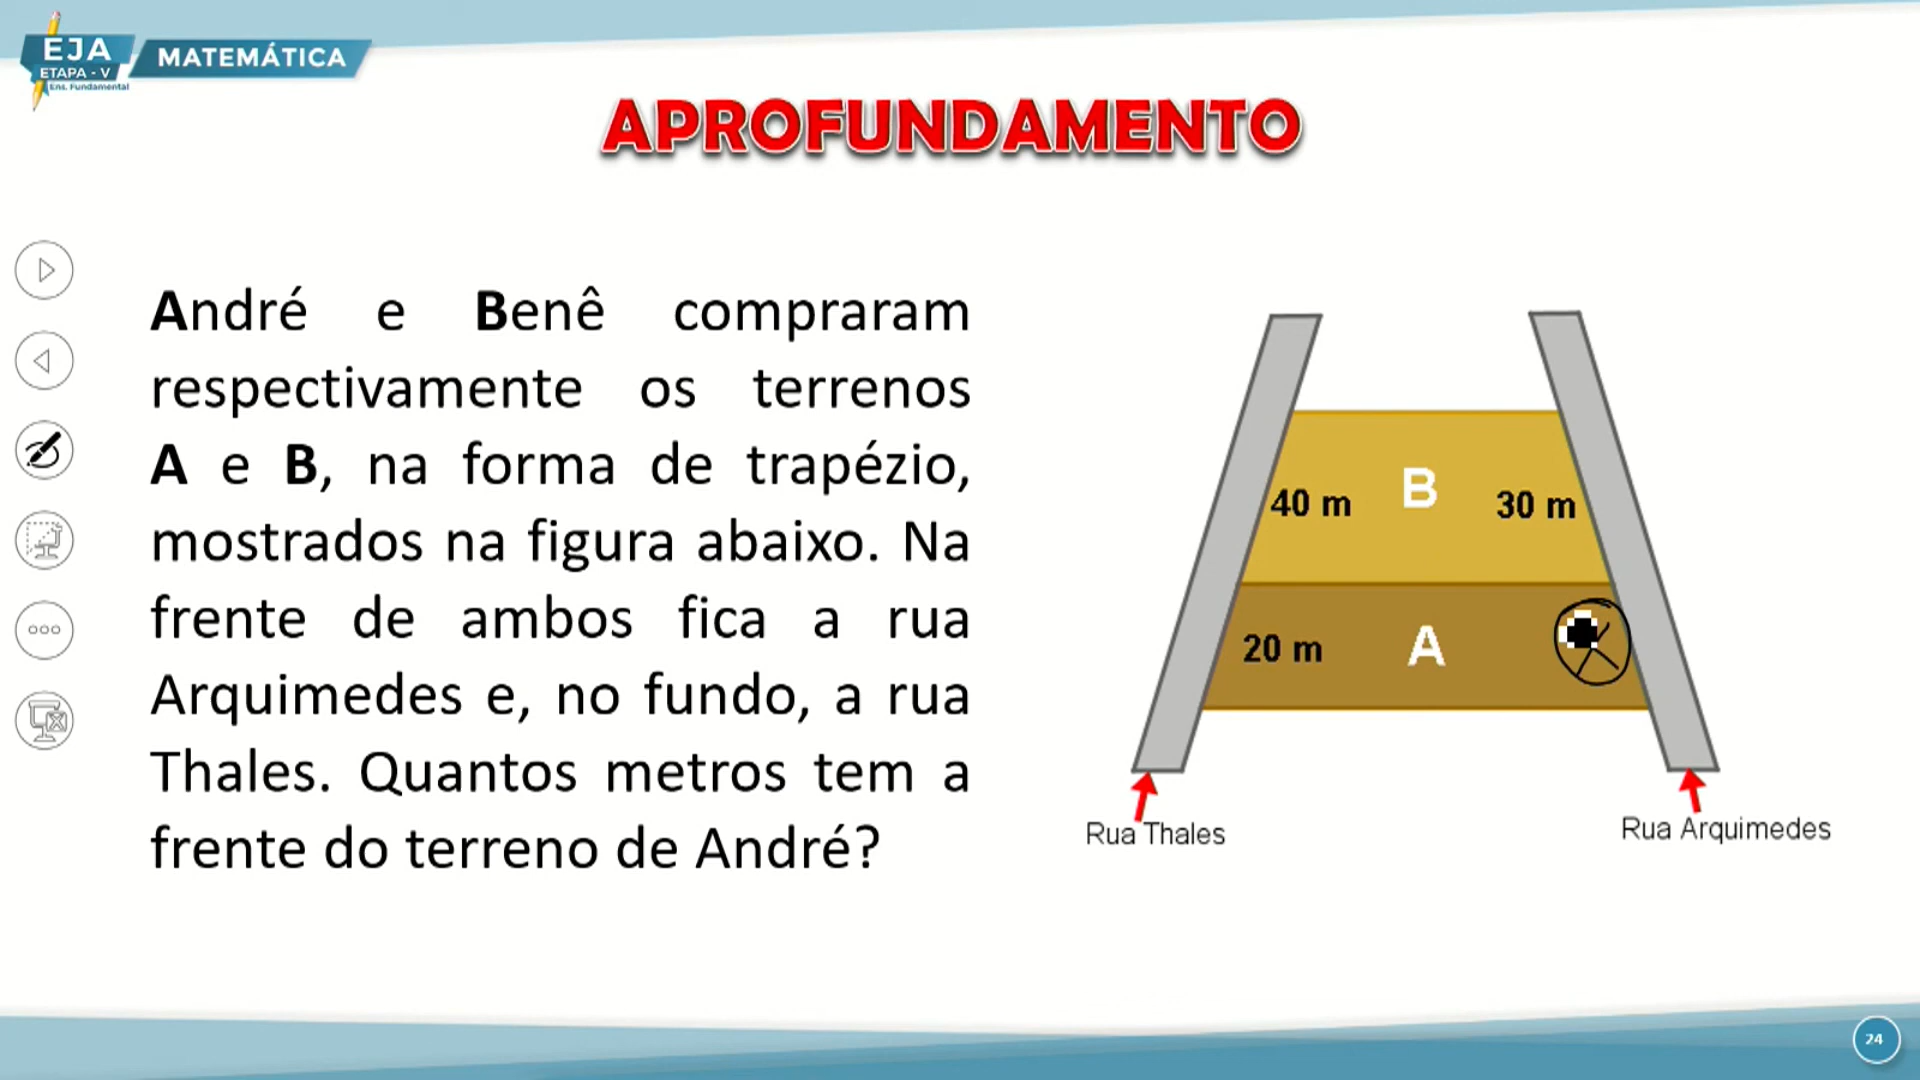 EJA
ETAPA - V
Ens. Fundamental
MATEMÁTICA
APROFUNDAMENTO
André e Benê compraram
respectivamente os terrenos
A e B, na forma de trapézio,
mostrados na figura abaixo. Na
frente de ambos fica a rua
Arquimedes e, no fundo, a rua
Thales. Quantos metros tem a
frente do terreno de André?
40 m B 30 m
20 m A x
Rua Thales
Rua Arquimedes
24